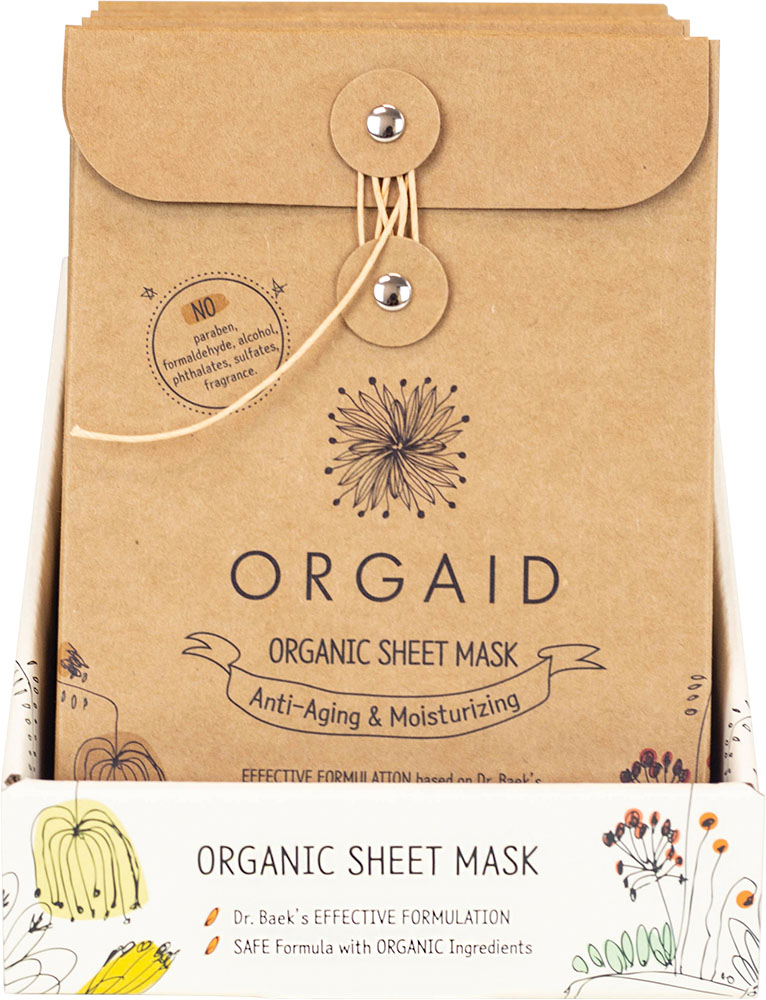 NO
paraben,
formaldehyde, alcohol,
phthalates, sulfates,
fragrance.
ORGAID
ORGANIC SHEET MASK
Anti-Aging & Moisturizing
EFFECTIVE FORMULATION based on Dr. Baek's
ORGANIC SHEET MASK
Dr. Baek's EFFECTIVE FORMULATION
SAFE Formula with ORGANIC Ingredients